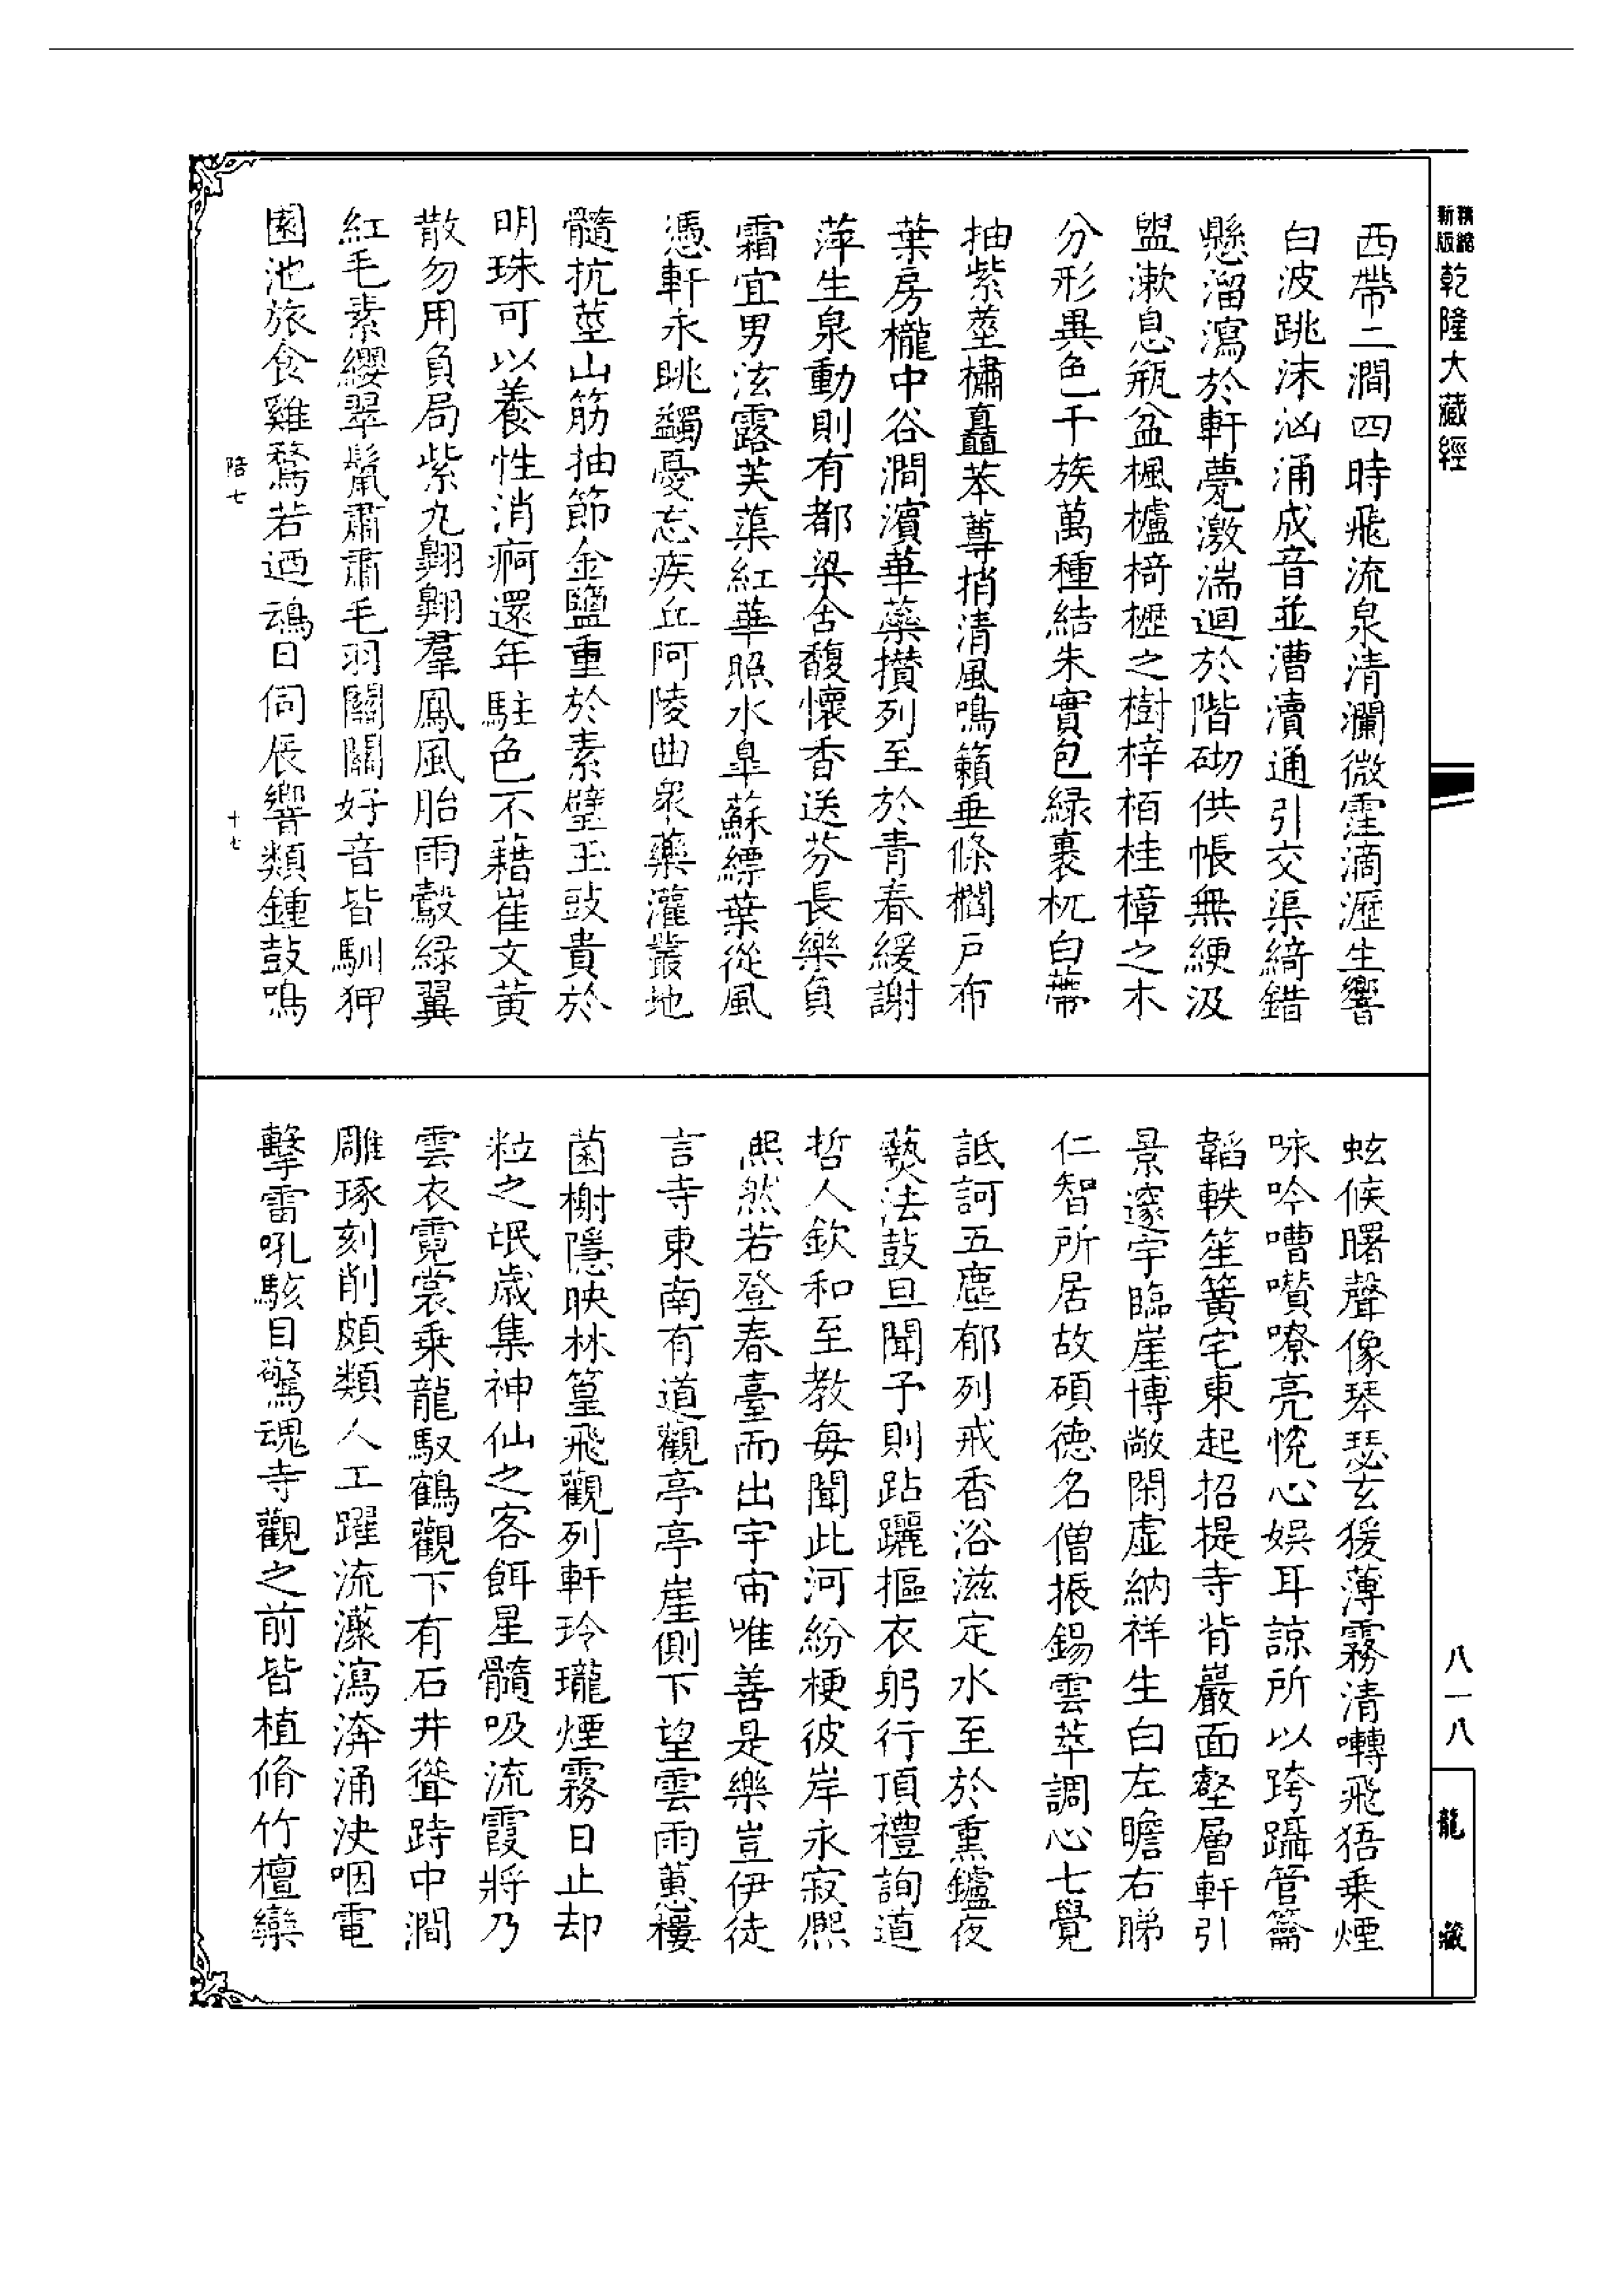 新版精縮乾隆大藏經
西帶二澗四時飛流泉清瀾微霔滴瀝生響
白波跳沫汹涌成音並漕瀆通引交渠綺錯
懸溜瀉於軒甍激湍迴於階砌供帳無綆汲
盥漱息瓶盆楓櫨椅櫪之樹梓栢桂樟之木
分形異色千族萬種結朱實包綠裹杌白蔕
抽紫莖橚矗苯䔿捎清風鳴籟垂條櫩戶布
葉房櫳中谷澗濱華蘂攢列至於青春緩謝
萍生泉動則有都梁含馥懷香送芬長樂負
霜宜男泫露芙蕖紅華照水皐蘇縹葉從風
憑軒永眺蠲憂忘疾丘阿陵曲衆藥灌叢地
髓抗莖山筋抽節金鹽重於素璧玉豉貴於
明珠可以養性消痾還年駐色不藉崔文黃
散勿用負局紫九翺翺羣鳳風胎雨鷇綠翼
紅毛素纓翠鬛肅肅毛羽關關好音皆馴狎
園池旅食雞鶩若迺鴆日伺辰響類鐘鼓鳴
陪七
十七
蚿候曙聲像琴瑟玄猨薄霧清囀飛狿乗煙
咏吟嘈囋嘹亮悅心娛耳諒所以跨躡管籥
韜軼笙簧宅東起招提寺背巖面壑層軒引
景邃宇臨崖博敞閑虛納祥生白左瞻右睇
仁智所居故碩德名僧振錫雲萃調心七覺
詆訶五塵郁列戒香浴滋定水至於熏鑪夜
爇法鼓旦聞予則跕躧摳衣躬行頂禮詢道
哲人欽和至教每聞此河紛梗彼岸永寂熈
熙然若登春臺而出宇宙唯善是樂豈伊徒
言寺東南有道觀亭亭崖側下望雲雨蕙樓
菌榭隱映林篁飛觀列軒玲瓏煙霧日止却
粒之氓歲集神仙之客餌星髓吸流霞將乃
雲衣霓裳乗龍馭鶴觀下有石井聳跱中澗
雕琢刻削頗類人工躍流瀿瀉渀涌泱咽電
擊雷吼駭目驚魂寺觀之前皆植脩竹檀欒
八一八
龍藏